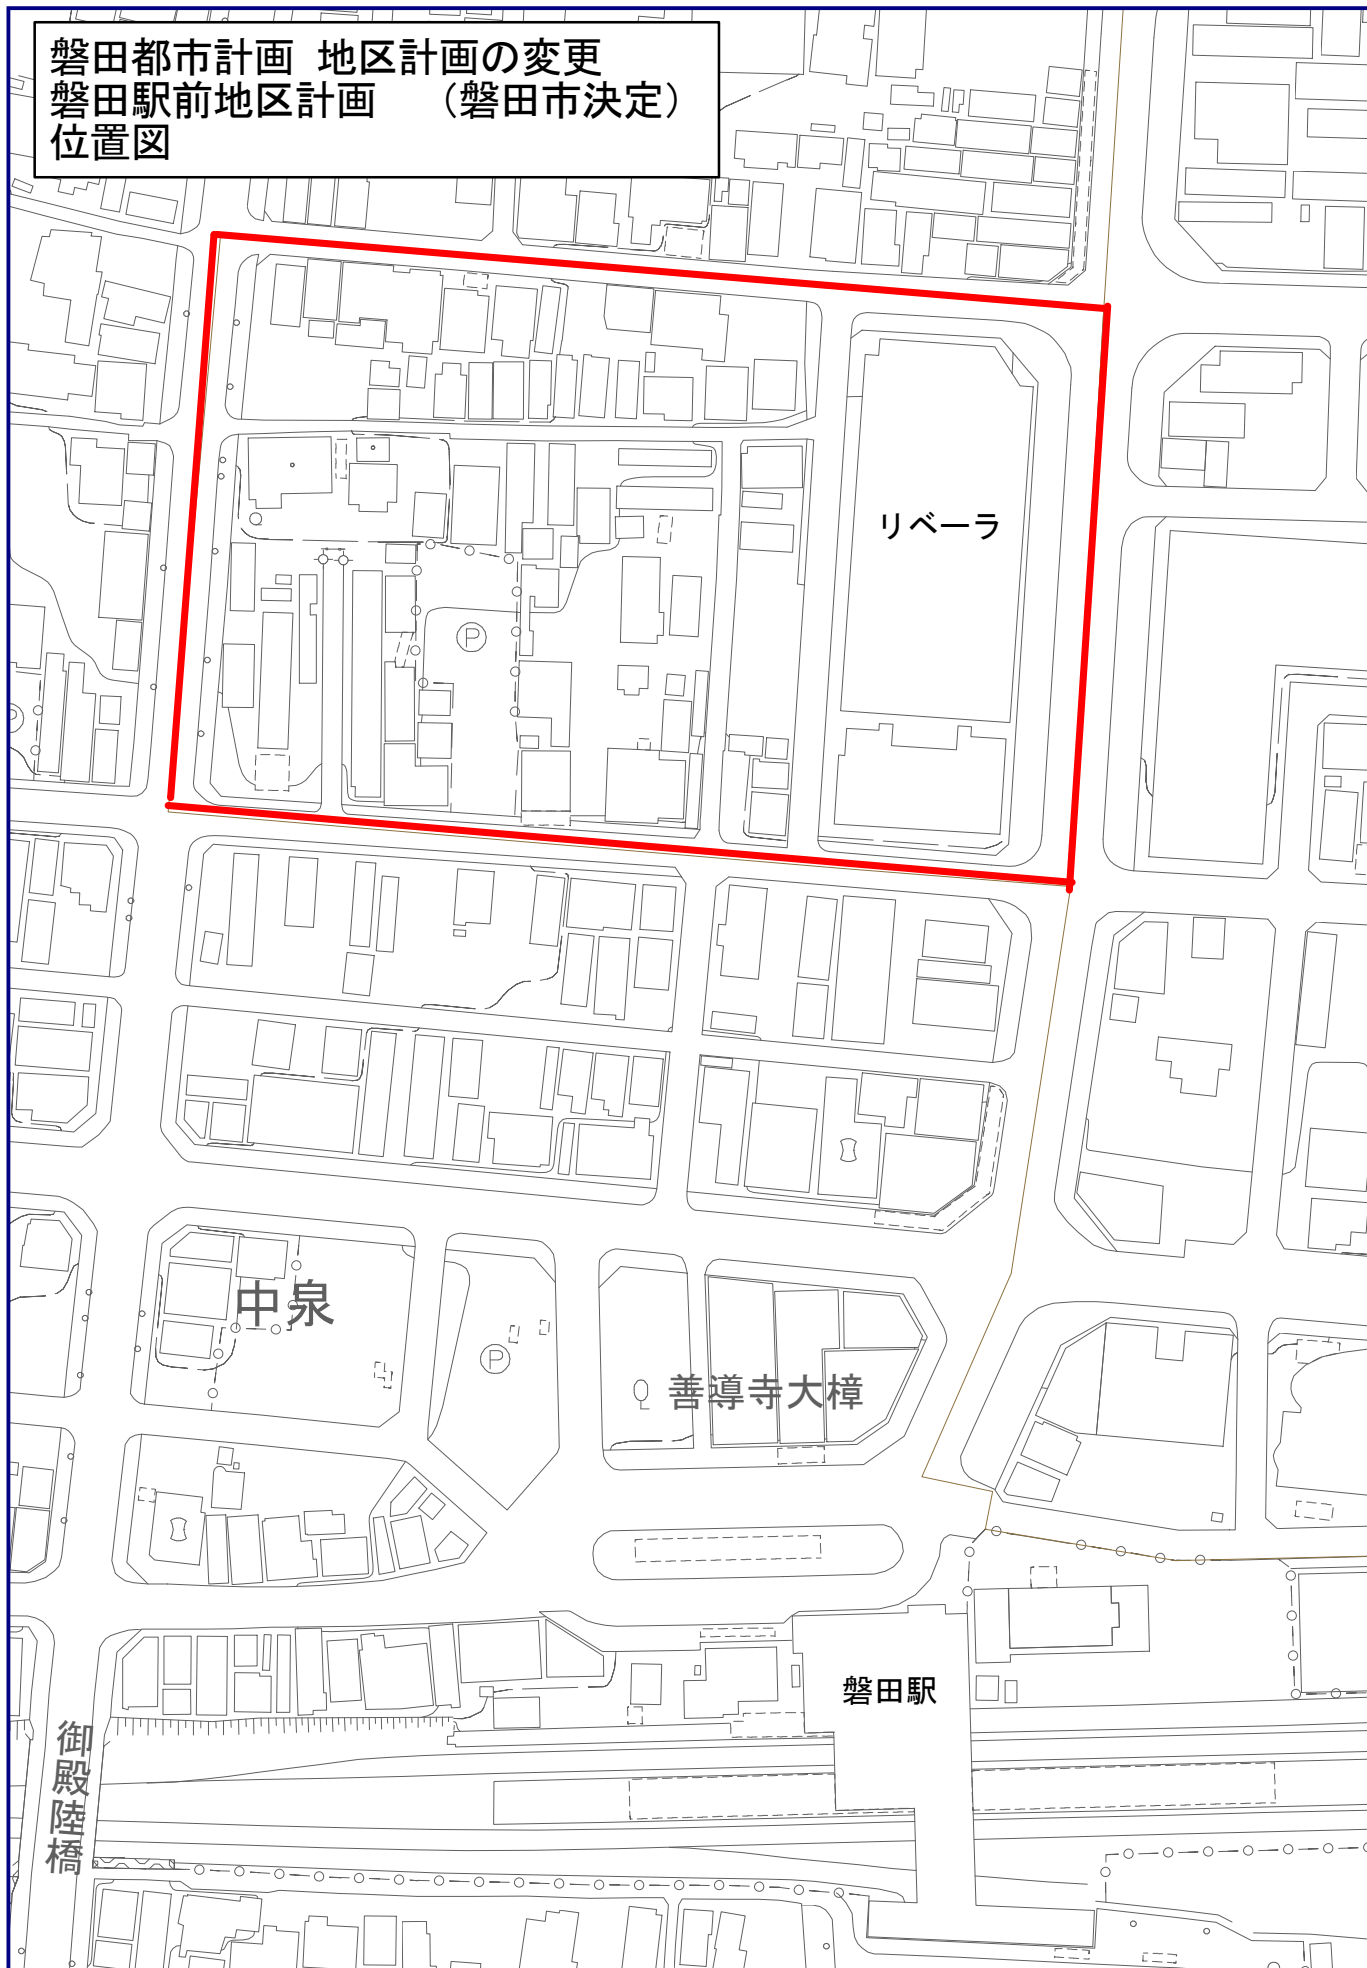 磐田都市計画 地区計画の変更
磐田駅前地区計画 （磐田市決定）
位置図
リベーラ
P
P
P
中泉
善導寺大樟
磐田駅
御殿陸橋